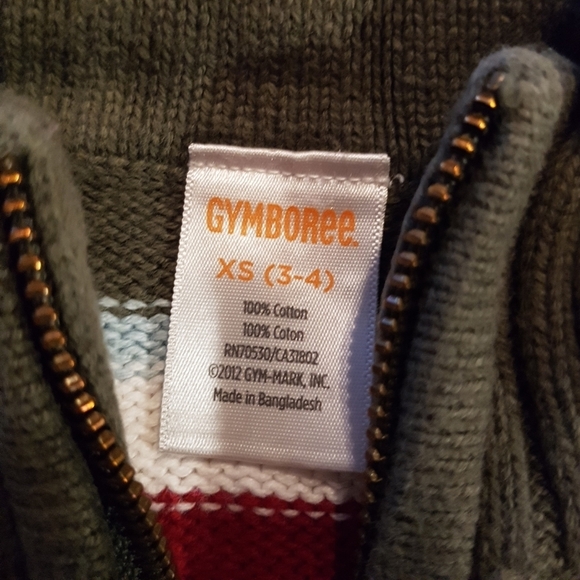 GYMBORee.
XS (3-4)
100% Cotton
100% Coton
RN70530/CA31802
©2012 GYM-MARK, INC.
Made in Bangladesh